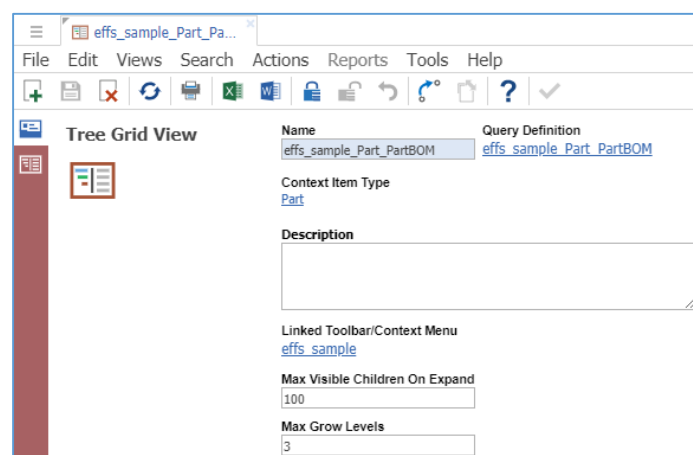 effs_sample_Part_Pa...
File Edit Views Search Actions Reports Tools Help
Tree Grid View
Name
Query Definition
effs_sample_Part_PartBOM
effs_sample_Part_PartBOM
Context Item Type
Part
Description
Linked Toolbar/Context Menu
effs_sample
Max Visible Children On Expand
100
Max Grow Levels
3